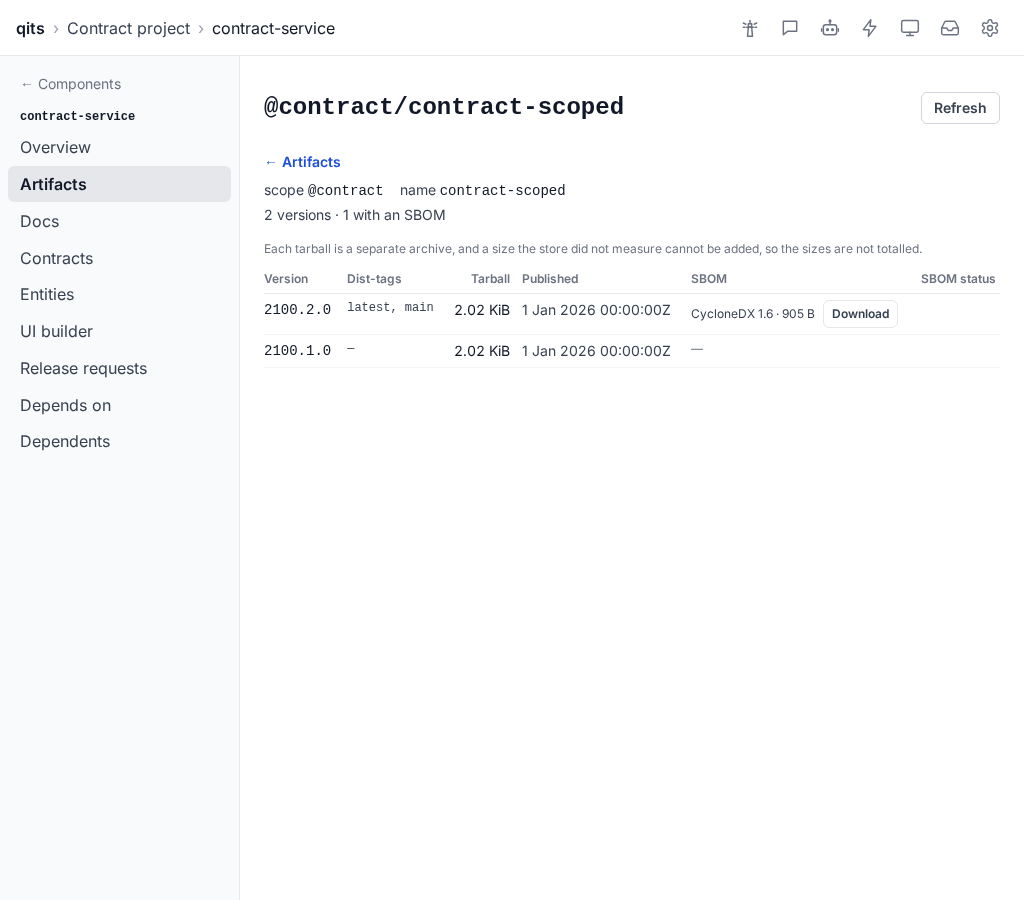 qits › Contract project › contract-service
← Components
contract-service
Overview
Artifacts
Docs
Contracts
Entities
UI builder
Release requests
Depends on
Dependents
@contract/contract-scoped
Refresh
← Artifacts
scope @contract name contract-scoped
2 versions · 1 with an SBOM
Each tarball is a separate archive, and a size the store did not measure cannot be added, so the sizes are not totalled.
Version Dist-tags Tarball Published SBOM SBOM status
2100.2.0 latest, main 2.02 KiB 1 Jan 2026 00:00:00Z CycloneDX 1.6 · 905 B Download
2100.1.0 — 2.02 KiB 1 Jan 2026 00:00:00Z —